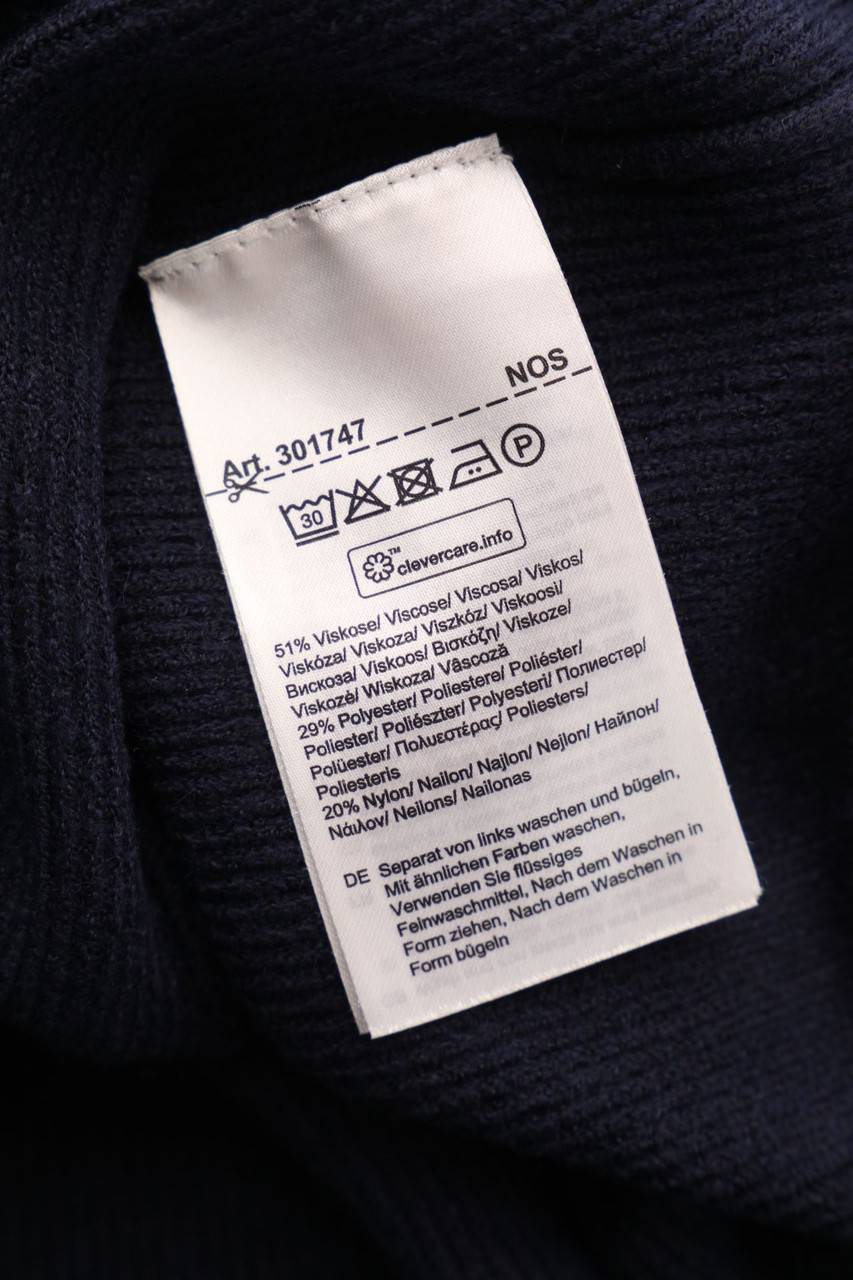 NOS
Art. 301747
30
P
™
clevercare.info
51% Viskose/ Viscose/ Viscosa/ Viskos/
Viskóza/ Viskoza/ Viszkóz/ Viskoosi/
Вискоза/ Viskoos/ Βισκόζη/ Viskoze/
Viskozė/ Wiskoza/ Vâscoză
29% Polyester/ Poliestere/ Poliéster/
Poliester/ Poliészter/ Polyesteri/ Полиестер/
Polüester/ Πολυεστέρας/ Poliesters/
Poliesteris
20% Nylon/ Nailon/ Najlon/ Nejlon/ Найлон/
Νάιλον/ Neilons/ Nailonas
DE Separat von links waschen und bügeln,
Mit ähnlichen Farben waschen,
Verwenden Sie flüssiges
Feinwaschmittel, Nach dem Waschen in
Form ziehen, Nach dem Waschen in
Form bügeln